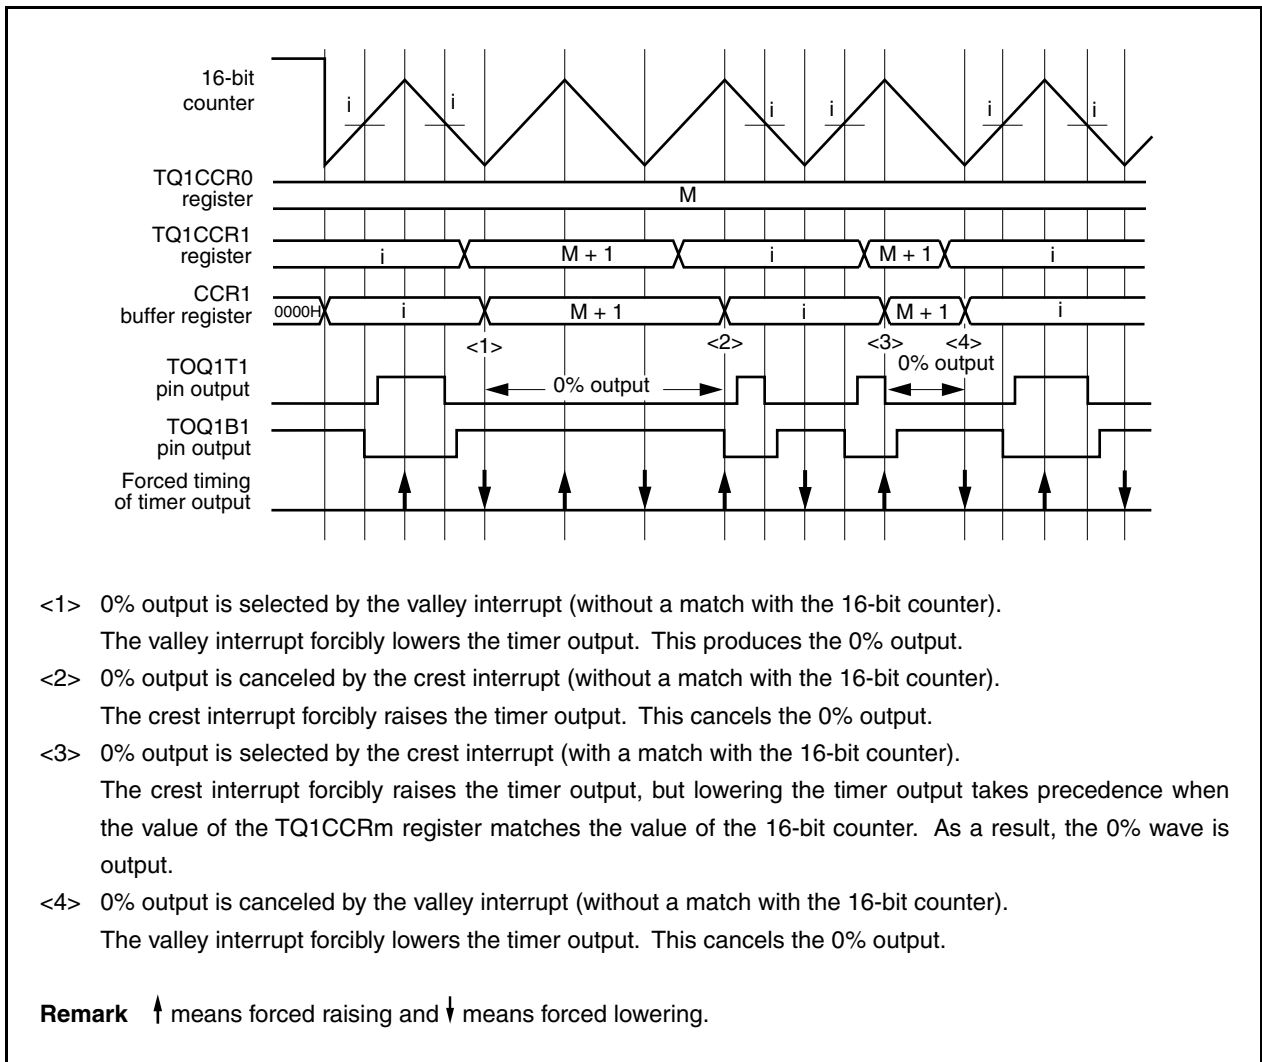 16-bit
counter
i i i i i i
TQ1CCR0
register
M
TQ1CCR1
register
i M + 1 i M + 1 i
CCR1
buffer register
0000H i M + 1 i M + 1 i
<1> <2> <3> <4>
TOQ1T1
pin output
0% output 0% output
TOQ1B1
pin output
Forced timing
of timer output
<1> 0% output is selected by the valley interrupt (without a match with the 16-bit counter).
The valley interrupt forcibly lowers the timer output. This produces the 0% output.
<2> 0% output is canceled by the crest interrupt (without a match with the 16-bit counter).
The crest interrupt forcibly raises the timer output. This cancels the 0% output.
<3> 0% output is selected by the crest interrupt (with a match with the 16-bit counter).
The crest interrupt forcibly raises the timer output, but lowering the timer output takes precedence when
the value of the TQ1CCRm register matches the value of the 16-bit counter. As a result, the 0% wave is
output.
<4> 0% output is canceled by the valley interrupt (without a match with the 16-bit counter).
The valley interrupt forcibly lowers the timer output. This cancels the 0% output.
Remark ↑ means forced raising and ↓ means forced lowering.